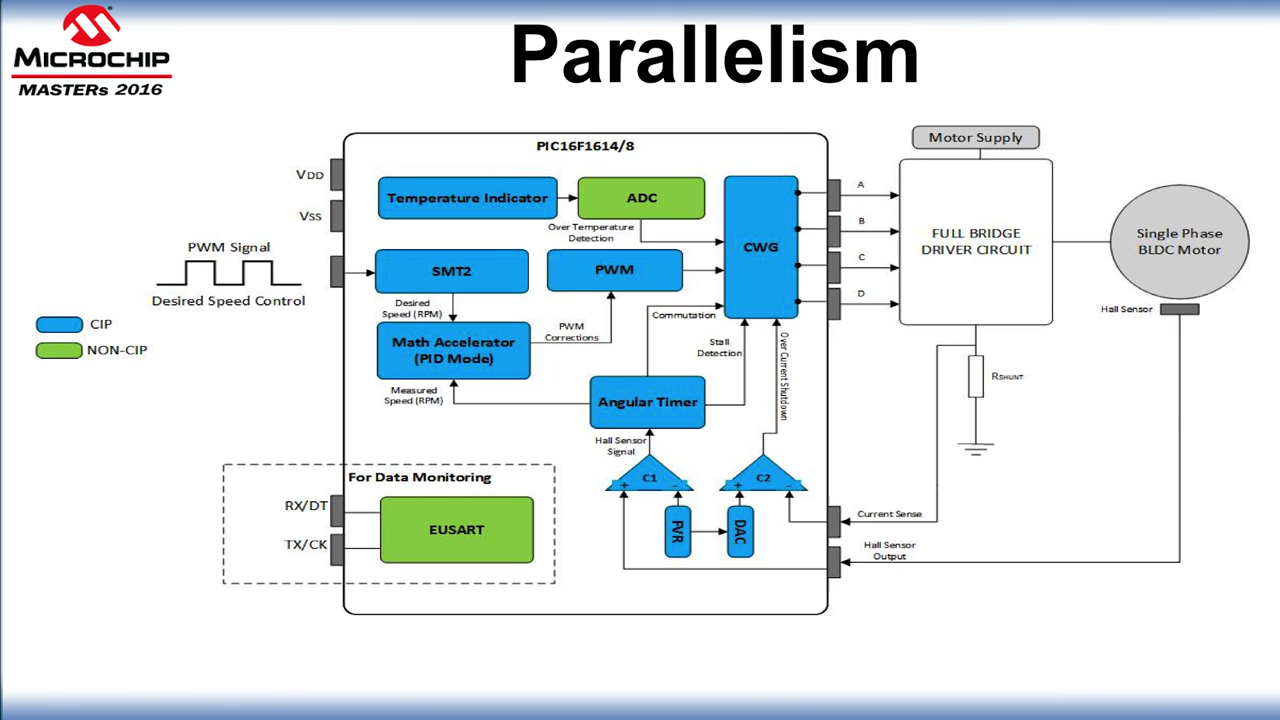 MICROCHIP
MASTERs 2016
Parallelism
PIC16F1614/8
Motor Supply
VDD
VSS
Temperature Indicator
ADC
Over Temperature
Detection
CWG
A
B
C
D
FULL BRIDGE
DRIVER CIRCUIT
Single Phase
BLDC Motor
Hall Sensor
PWM Signal
Desired Speed Control
SMT2
PWM
Desired
Speed (RPM)
Commutation
CIP
NON-CIP
Math Accelerator
(PID Mode)
PWM
Corrections
Stall
Detection
Over Current Shutdown
RSHUNT
Measured
Speed (RPM)
Angular Timer
Hall Sensor
Signal
C1
+
-
C2
+
-
FVR
DAC
Current Sense
Hall Sensor
Output
For Data Monitoring
RX/DT
TX/CK
EUSART